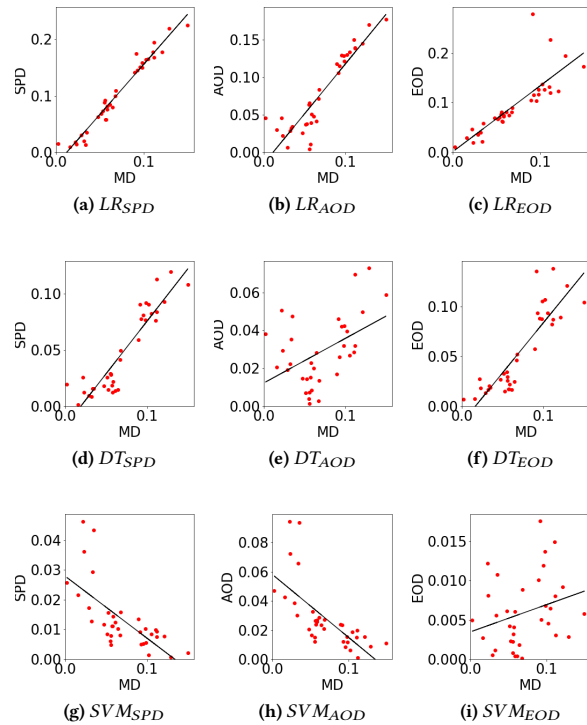 SPD
0.2
0.1
0.0
0.0
0.1
MD
(a) LR_SPD
AOD
0.15
0.10
0.05
0.00
0.0
0.1
MD
(b) LR_AOD
EOD
0.2
0.1
0.0
0.0
0.1
MD
(c) LR_EOD
SPD
0.10
0.05
0.00
0.0
0.1
MD
(d) DT_SPD
AOD
0.06
0.04
0.02
0.00
0.0
0.1
MD
(e) DT_AOD
EOD
0.10
0.05
0.00
0.0
0.1
MD
(f) DT_EOD
SPD
0.04
0.03
0.02
0.01
0.00
0.0
0.1
MD
(g) SVM_SPD
AOD
0.08
0.06
0.04
0.02
0.00
0.0
0.1
MD
(h) SVM_AOD
EOD
0.015
0.010
0.005
0.000
0.0
0.1
MD
(i) SVM_EOD